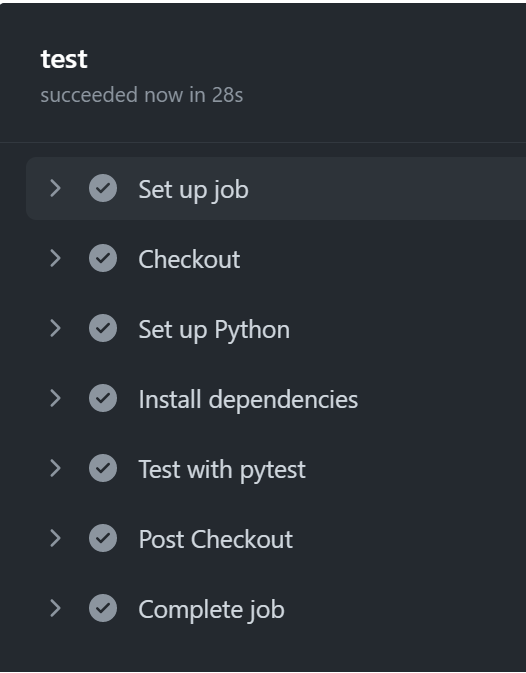 test
succeeded now in 28s
Set up job
Checkout
Set up Python
Install dependencies
Test with pytest
Post Checkout
Complete job